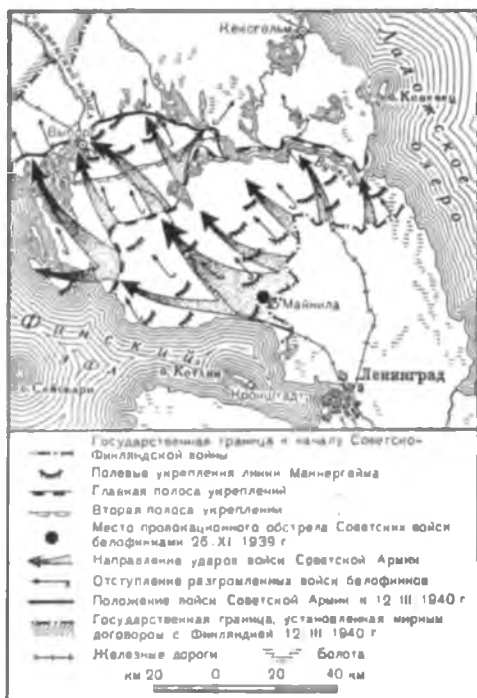 Кексгольм
о. Коневец
Ладожское
озеро
Вуокси
Майнила
Финский
о. Котлин
Кронштадт
Ленинград
Государственная граница к началу Советско-
Финляндской войны
Полевые укрепления линии Маннергейма
Главная полоса укреплений
Вторая полоса укреплении
Место провокационного обстрела Советских войск
белофиннами 26.XI 1939 г
Направление ударов войск Советской Армии
Отступление разгромленных войск белофиннов
Положение войск Советской Армии к 12 III 1940 г
Государственная граница, установленная мирным
договором с Финляндией 12 III 1940 г
Железные дороги Болота
км 20 0 20 40 км